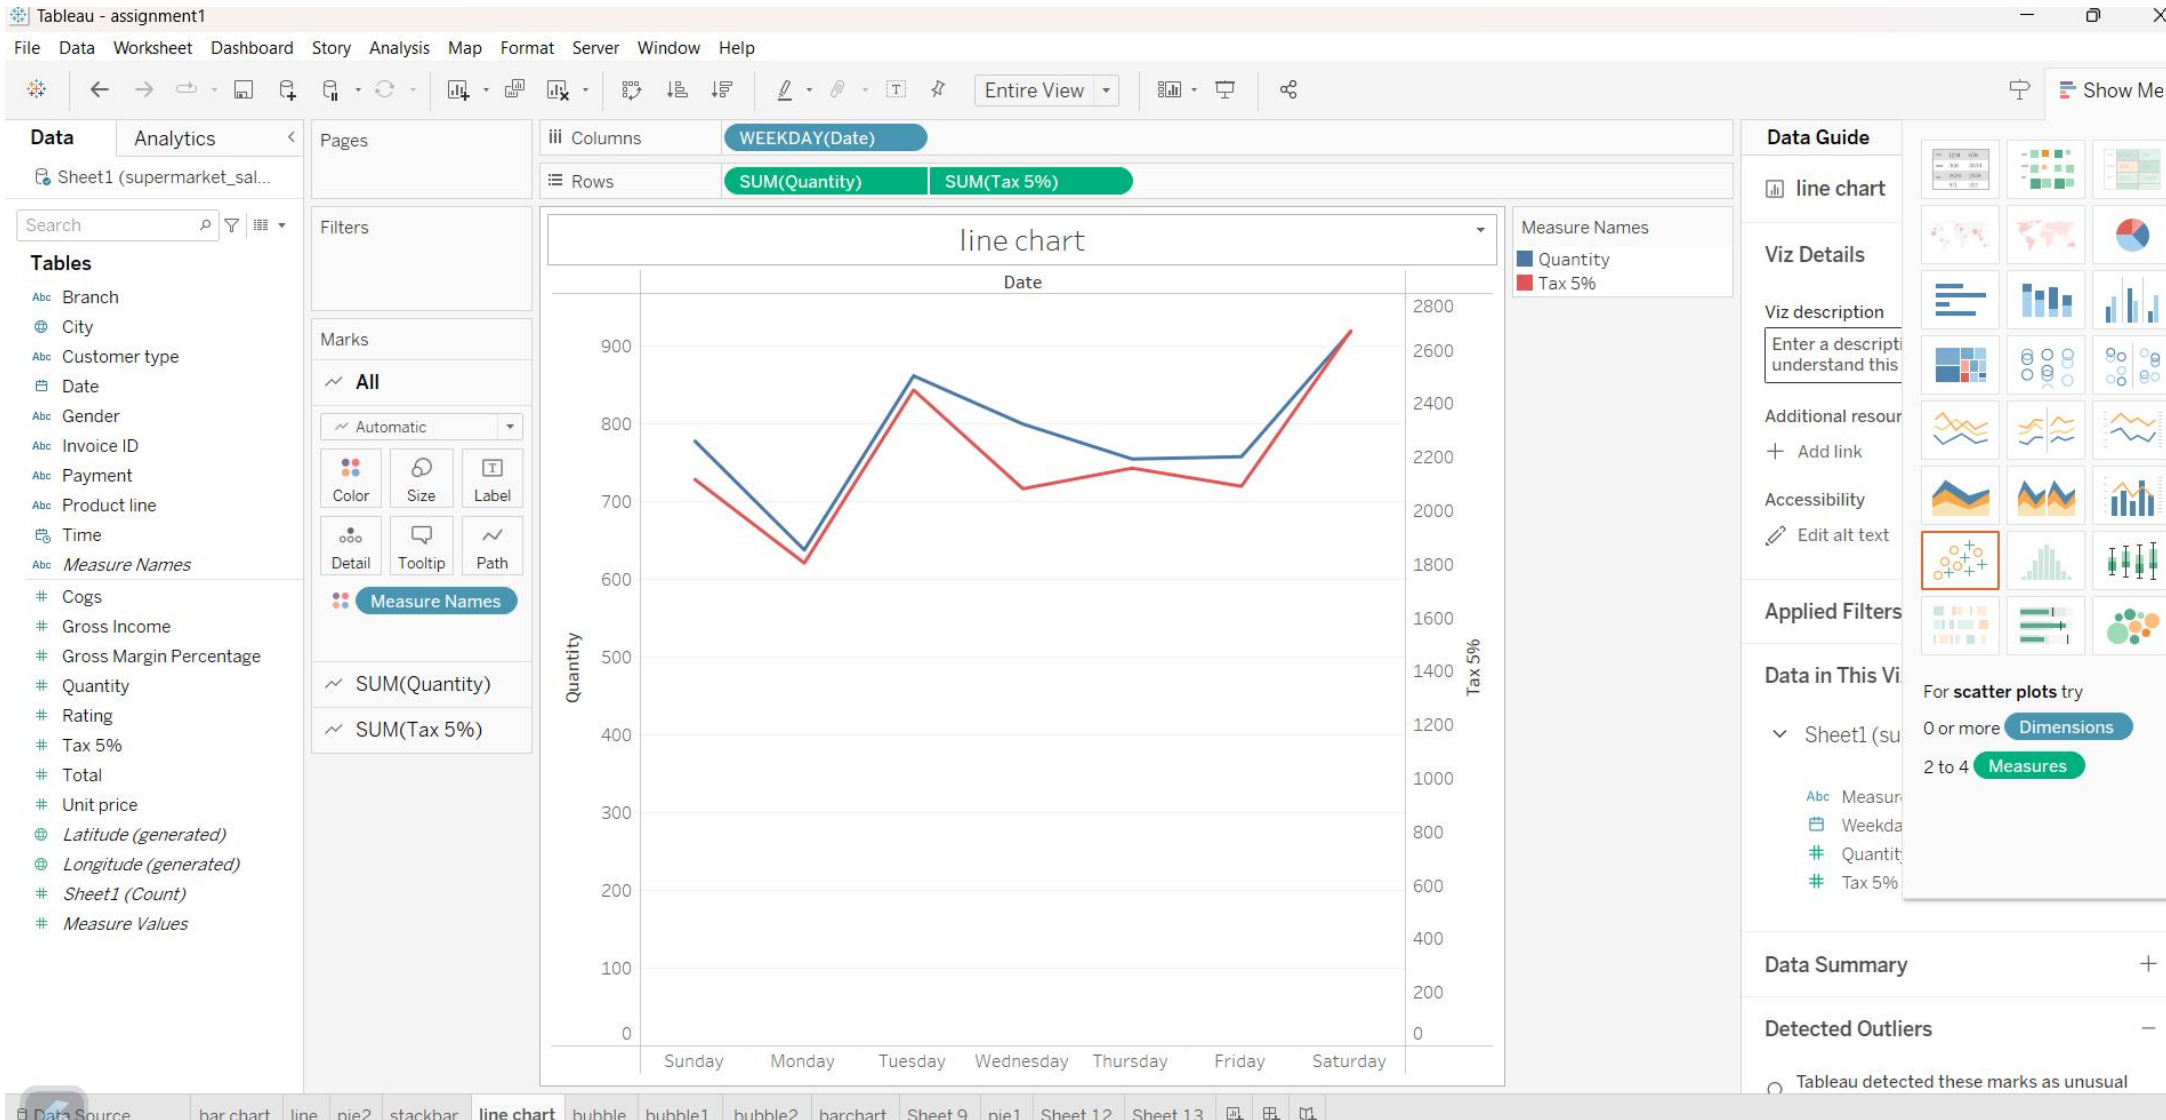 Tableau - assignment1
File Data Worksheet Dashboard Story Analysis Map Format Server Window Help
Entire View
Show Me
Data Analytics
Sheet1 (supermarket_sal...
Search
Tables
Abc Branch
City
Abc Customer type
Date
Abc Gender
Abc Invoice ID
Abc Payment
Abc Product line
Time
Abc Measure Names
# Cogs
# Gross Income
# Gross Margin Percentage
# Quantity
# Rating
# Tax 5%
# Total
# Unit price
Latitude (generated)
Longitude (generated)
# Sheet1 (Count)
# Measure Values
Pages
Filters
Marks
All
Automatic
Color Size Label
Detail Tooltip Path
Measure Names
SUM(Quantity)
SUM(Tax 5%)
Columns WEEKDAY(Date)
Rows SUM(Quantity) SUM(Tax 5%)
line chart
Date
900
800
700
600
500
400
300
200
100
0
Quantity
2800
2600
2400
2200
2000
1800
1600
1400
1200
1000
800
600
400
200
0
Tax 5%
Sunday Monday Tuesday Wednesday Thursday Friday Saturday
Measure Names
Quantity
Tax 5%
Data Guide
line chart
Viz Details
Viz description
Enter a descripti
understand this
Additional resour
+ Add link
Accessibility
Edit alt text
Applied Filters
Data in This Vi
Sheet1 (su
Abc Measur
Weekda
# Quantit
# Tax 5%
For scatter plots try
0 or more Dimensions
2 to 4 Measures
Data Summary +
Detected Outliers −
Tableau detected these marks as unusual
Data Source bar chart line pie2 stackbar line chart bubble bubble1 bubble2 barchart Sheet 9 pie1 Sheet 12 Sheet 13